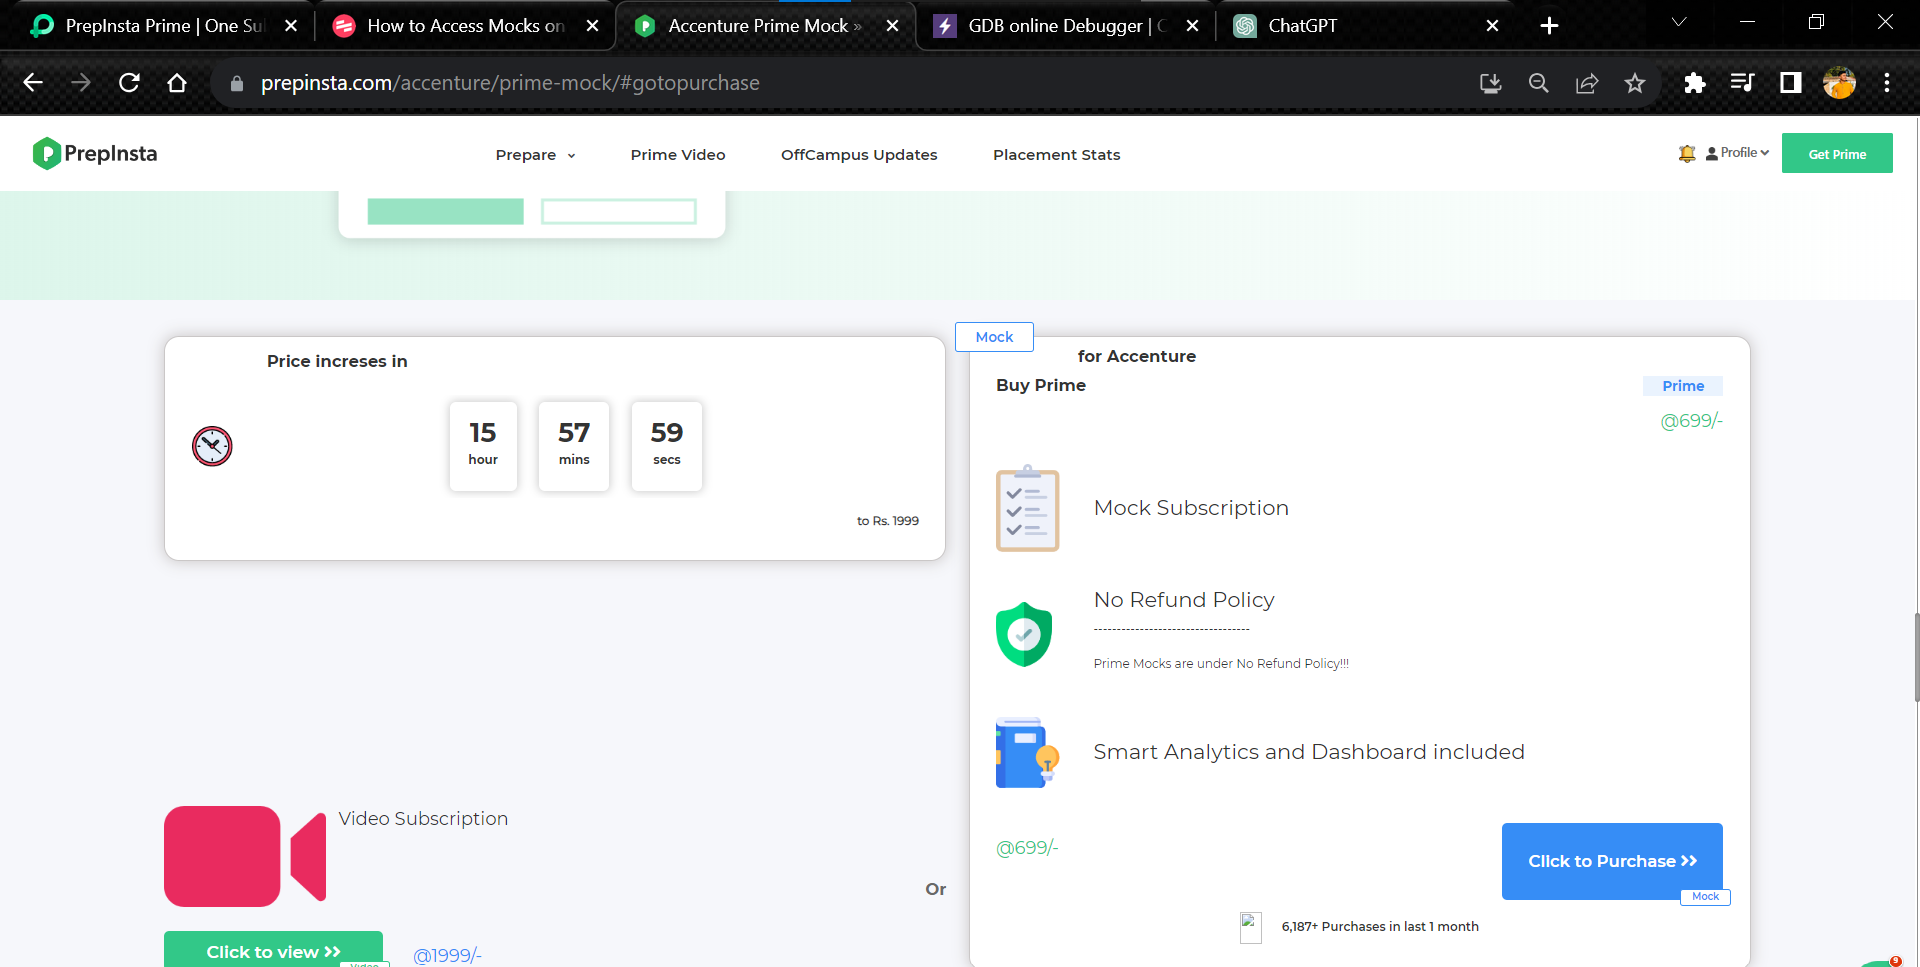 PrepInsta Prime | One Su
How to Access Mocks on
Accenture Prime Mock »
GDB online Debugger |
ChatGPT
prepinsta.com/accenture/prime-mock/#gotopurchase
PrepInsta
Prepare
Prime Video
OffCampus Updates
Placement Stats
Profile
Get Prime
Price increses in
15
hour
57
mins
59
secs
to Rs. 1999
Mock
for Accenture
Buy Prime
Prime
@699/-
Mock Subscription
No Refund Policy
----------------------------------
Prime Mocks are under No Refund Policy!!!
Smart Analytics and Dashboard included
@699/-
Click to Purchase
Mock
6,187+ Purchases in last 1 month
Video Subscription
Or
Click to view
Video
@1999/-
9